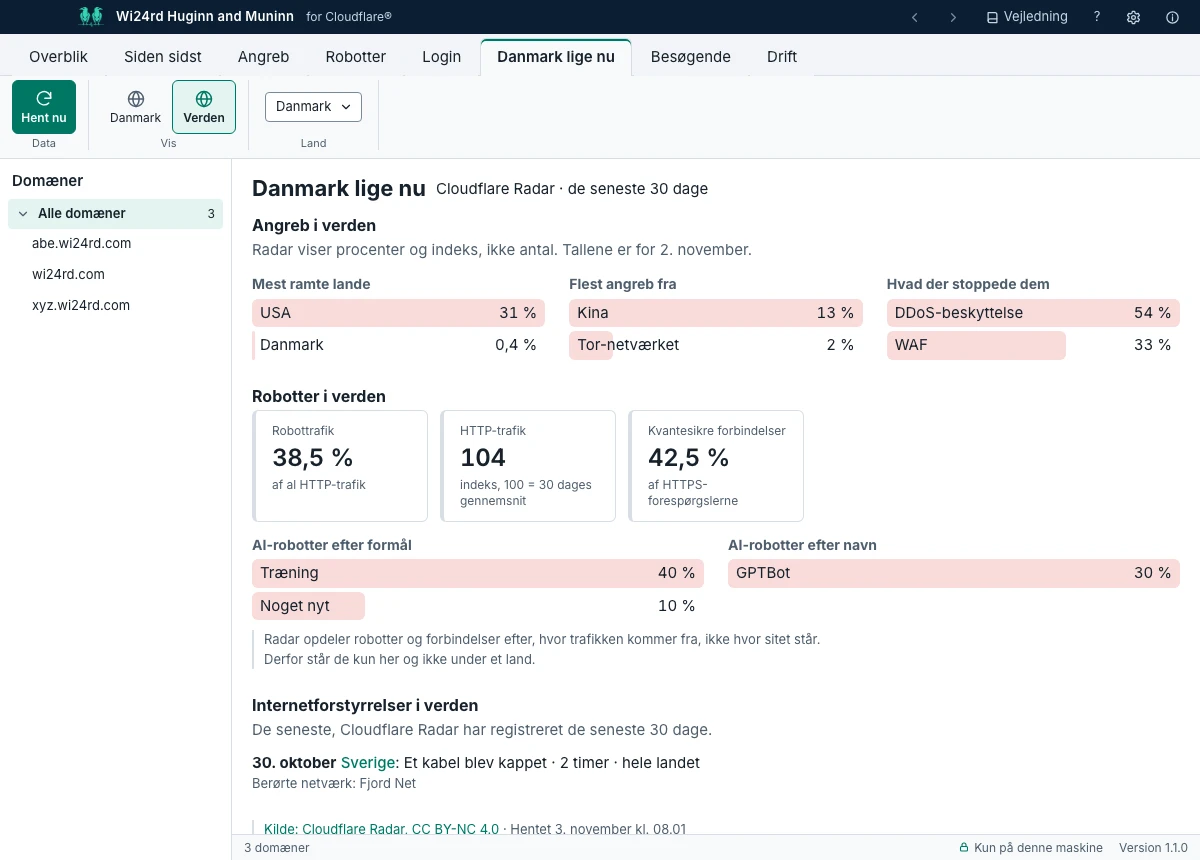 Wi24rd Huginn and Muninn for Cloudflare®
Vejledning ?
Overblik Siden sidst Angreb Robotter Login Danmark lige nu Besøgende Drift
Hent nu Danmark Verden Danmark
Data Vis Land
Domæner
Alle domæner 3
abe.wi24rd.com
wi24rd.com
xyz.wi24rd.com
Danmark lige nu Cloudflare Radar · de seneste 30 dage
Angreb i verden
Radar viser procenter og indeks, ikke antal. Tallene er for 2. november.
Mest ramte lande Flest angreb fra Hvad der stoppede dem
USA 31 % Kina 13 % DDoS-beskyttelse 54 %
Danmark 0,4 % Tor-netværket 2 % WAF 33 %
Robotter i verden
Robottrafik HTTP-trafik Kvantesikre forbindelser
38,5 % 104 42,5 %
af al HTTP-trafik indeks, 100 = 30 dages af HTTPS-
gennemsnit forespørgslerne
AI-robotter efter formål AI-robotter efter navn
Træning 40 % GPTBot 30 %
Noget nyt 10 %
Radar opdeler robotter og forbindelser efter, hvor trafikken kommer fra, ikke hvor sitet står.
Derfor står de kun her og ikke under et land.
Internetforstyrrelser i verden
De seneste, Cloudflare Radar har registreret de seneste 30 dage.
30. oktober Sverige: Et kabel blev kappet · 2 timer · hele landet
Berørte netværk: Fjord Net
Kilde: Cloudflare Radar, CC BY-NC 4.0 · Hentet 3. november kl. 08.01
3 domæner Kun på denne maskine Version 1.1.0